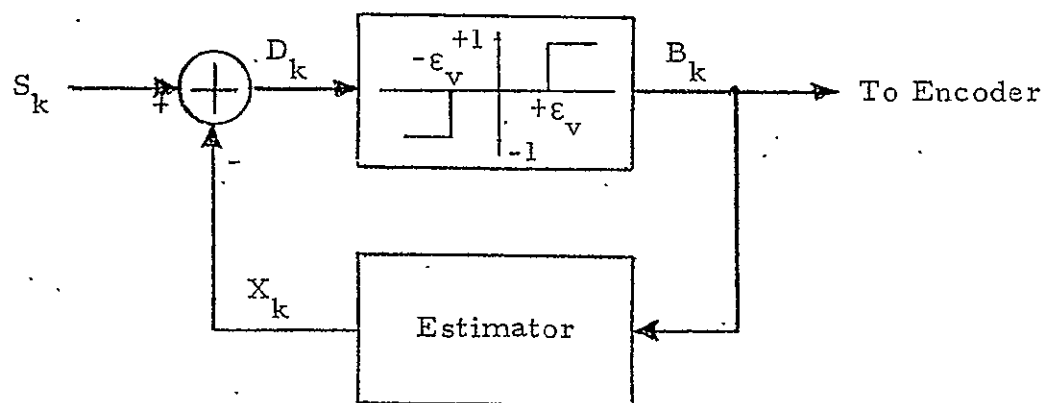 S_k
+
-
D_k
-ε_v
+1
+ε_v
-1
B_k
To Encoder
X_k
Estimator